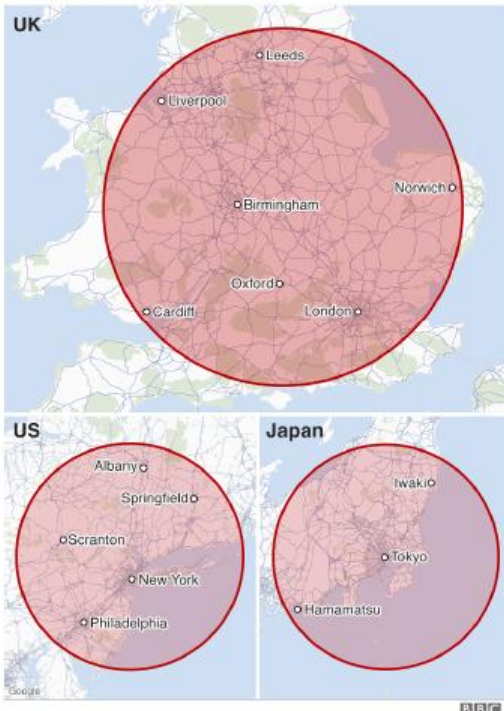 UK
Leeds
Liverpool
Norwich
Birmingham
Oxford
Cardiff
London
US
Albany
Springfield
Scranton
New York
Philadelphia
Google
Japan
Iwaki
Tokyo
Hamamatsu
BBC